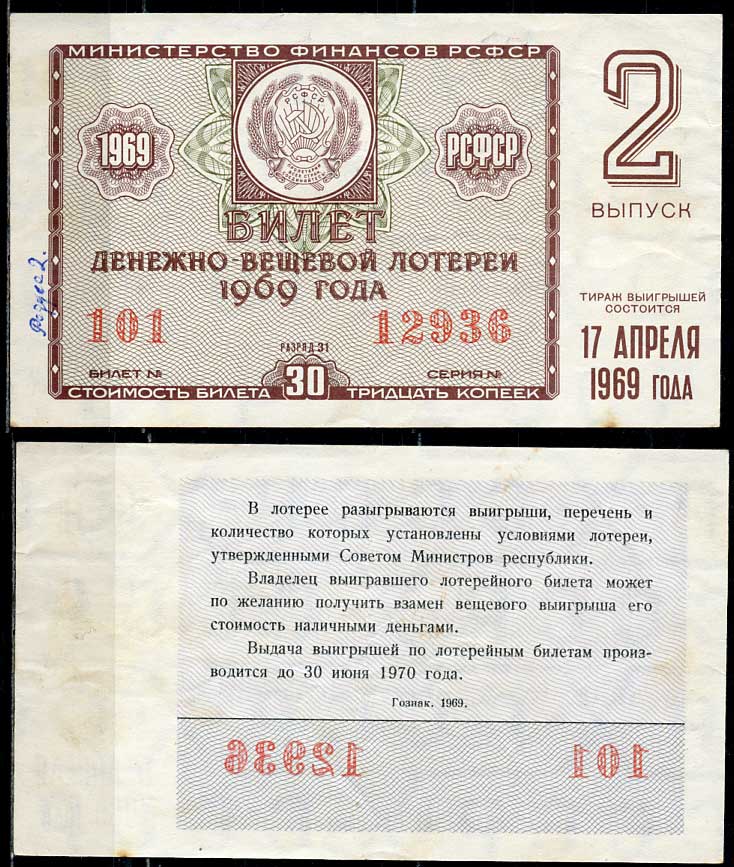 МИНИСТЕРСТВО ФИНАНСОВ РСФСР
РСФСР
1969
РСФСР
БИЛЕТ
ДЕНЕЖНО-ВЕЩЕВОЙ ЛОТЕРЕИ
1969 ГОДА
101
12936
РАЗРЯД 31
БИЛЕТ №
СЕРИЯ №
СТОИМОСТЬ БИЛЕТА 30 ТРИДЦАТЬ КОПЕЕК
2
ВЫПУСК
ТИРАЖ ВЫИГРЫШЕЙ
СОСТОИТСЯ
17 АПРЕЛЯ
1969 ГОДА
В лотерее разыгрываются выигрыши, перечень и
количество которых установлены условиями лотереи,
утвержденными Советом Министров республики.
Владелец выигравшего лотерейного билета может
по желанию получить взамен вещевого выигрыша его
стоимость наличными деньгами.
Выдача выигрышей по лотерейным билетам произ-
водится до 30 июня 1970 года.
Гознак. 1969.
12936
101